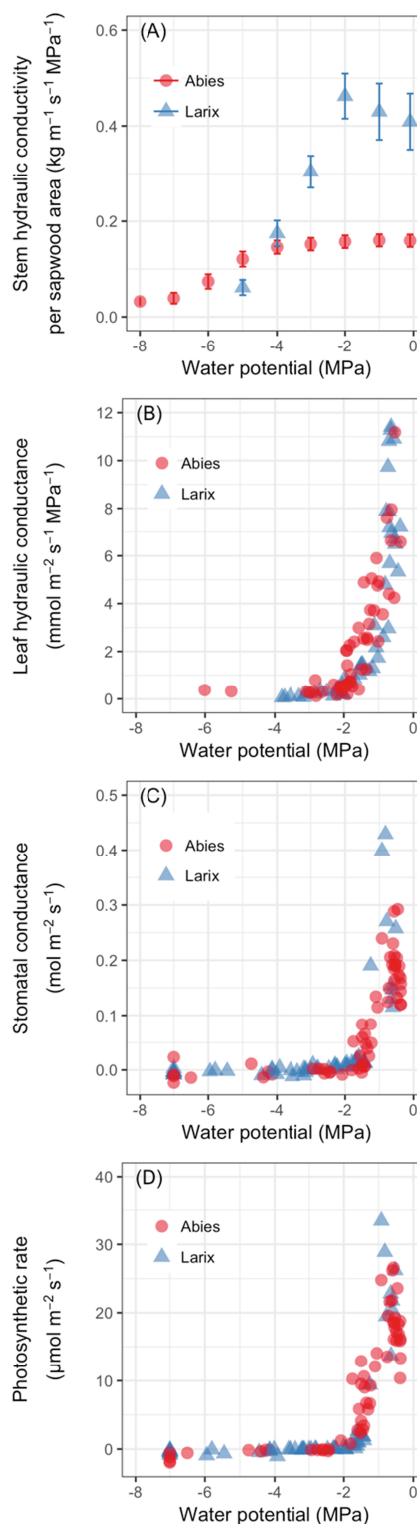 (A)
Stem hydraulic conductivity
per sapwood area (kg m⁻¹ s⁻¹ MPa⁻¹)
0.6
0.4
0.2
0.0
Abies
Larix
-8 -6 -4 -2 0
Water potential (MPa)
(B)
Leaf hydraulic conductance
(mmol m⁻² s⁻¹ MPa⁻¹)
12
10
8
6
4
2
0
Abies
Larix
-8 -6 -4 -2 0
Water potential (MPa)
(C)
Stomatal conductance
(mol m⁻² s⁻¹)
0.5
0.4
0.3
0.2
0.1
0.0
Abies
Larix
-8 -6 -4 -2 0
Water potential (MPa)
(D)
Photosynthetic rate
(μmol m⁻² s⁻¹)
40
30
20
10
0
Abies
Larix
-8 -6 -4 -2 0
Water potential (MPa)